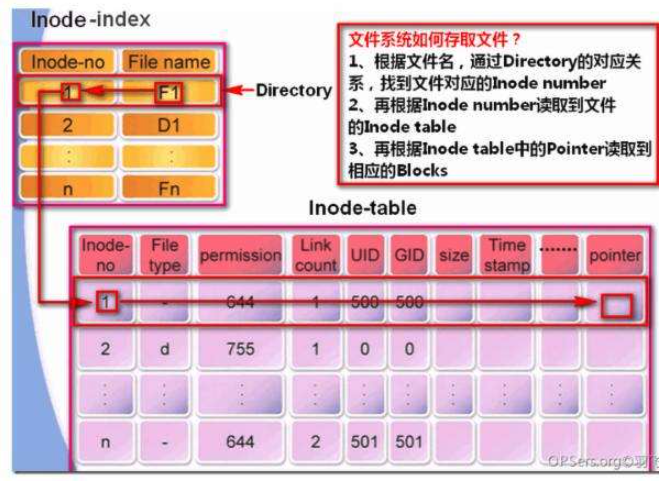 Inode-index
Inode-no File name
1 F1
Directory
2 D1
: :
n Fn
文件系统如何存取文件？
1、根据文件名，通过Directory的对应关
系，找到文件对应的Inode number
2、再根据Inode number读取到文件
的Inode table
3、再根据Inode table中的Pointer读取到
相应的Blocks
Inode-table
Inode-no File type permission Link count UID GID size Time stamp ....... pointer
1 - 644 1 500 500
2 d 755 1 0 0
: : : : : : : : : :
n - 644 2 501 501
OPSers.org©羽